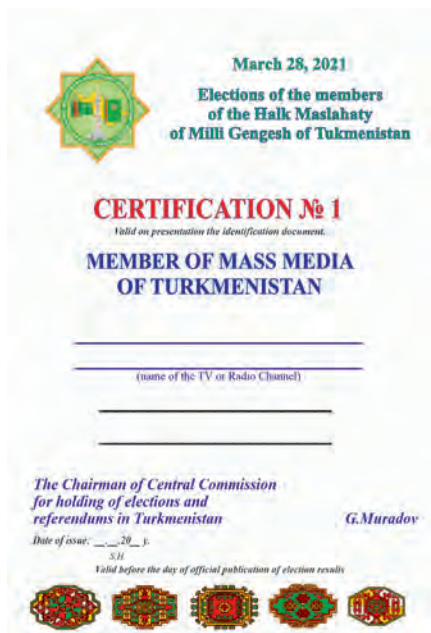 March 28, 2021
Elections of the members
of the Halk Maslahaty
of Milli Gengesh of Tukmenistan
CERTIFICATION № 1
Valid on presentation the identification document.
MEMBER OF MASS MEDIA
OF TURKMENISTAN
(name of the TV or Radio Channel)
The Chairman of Central Commission
for holding of elections and
referendums in Turkmenistan G.Muradov
Date of issue: __.__.20__ y.
S.H.
Valid before the day of official publication of election results